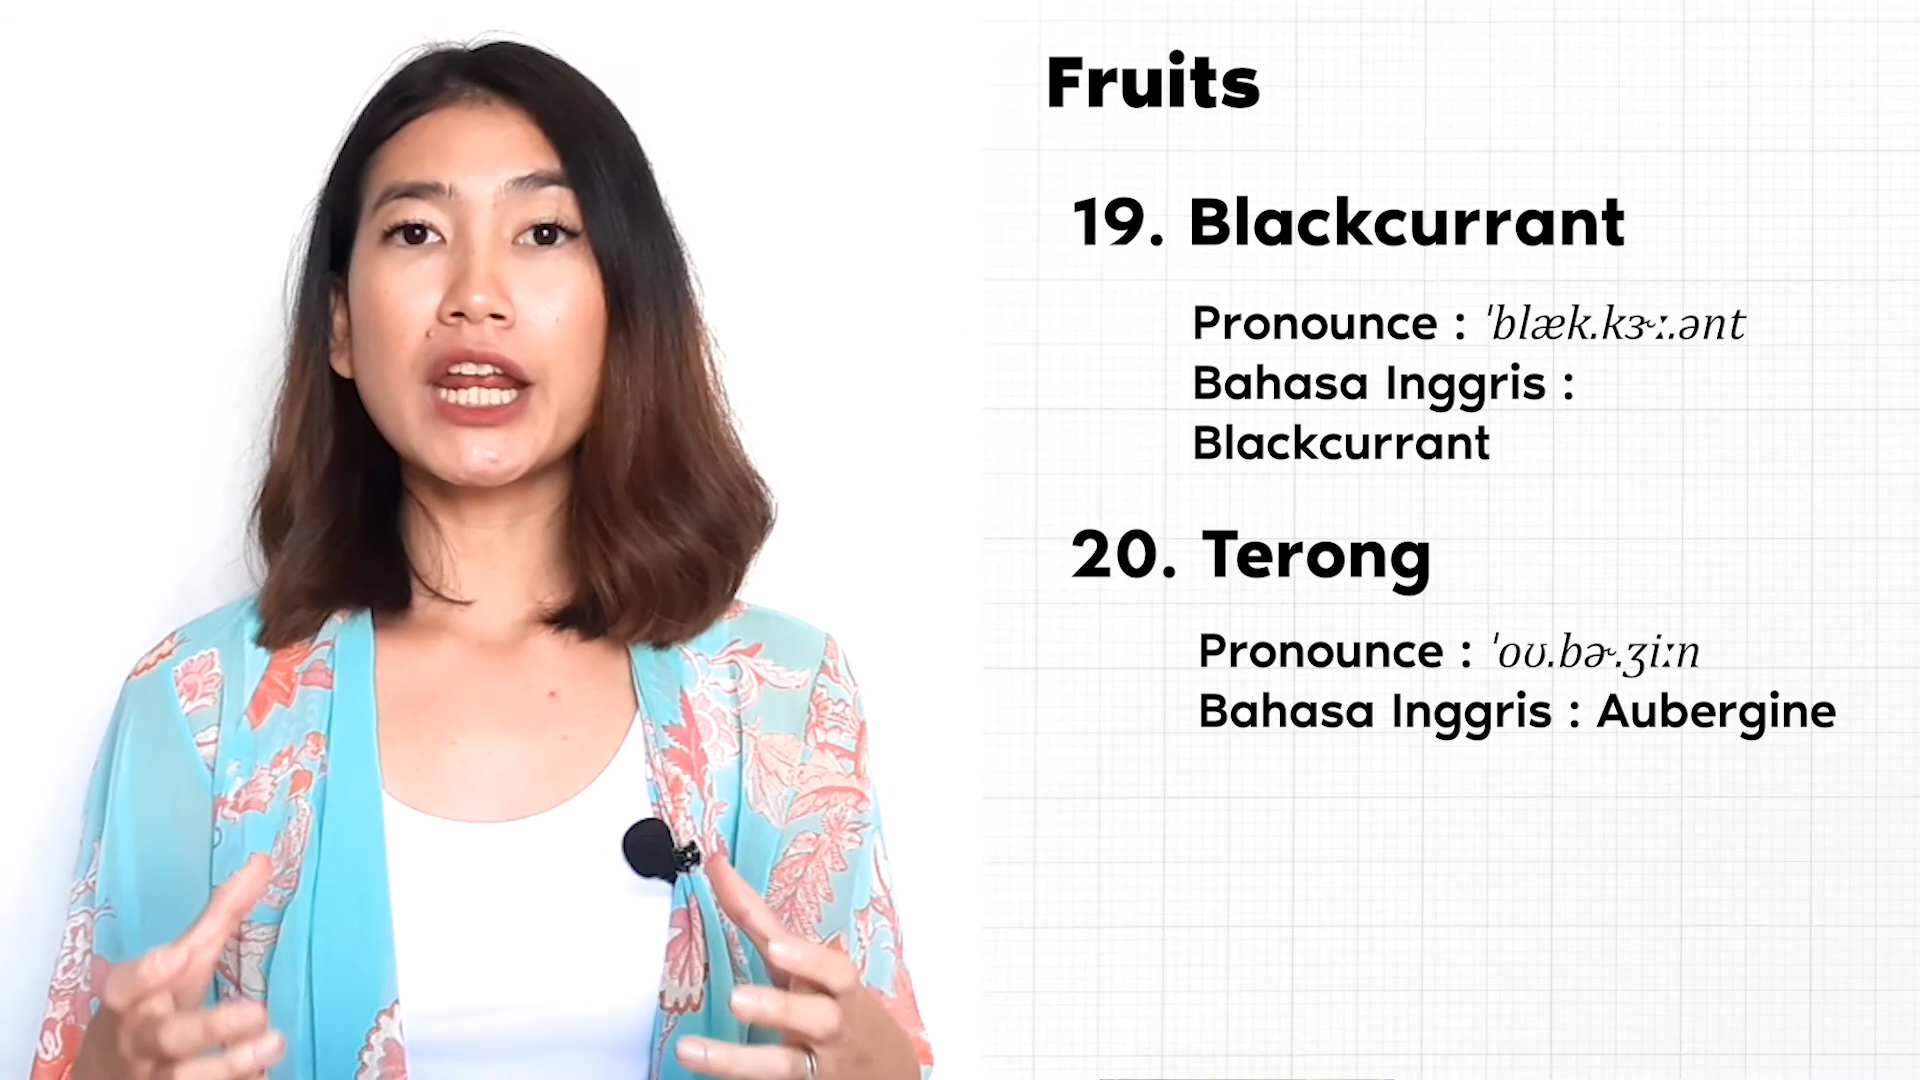 Fruits
19. Blackcurrant
Pronounce : ˈblæk.kɝː.ənt
Bahasa Inggris :
Blackcurrant
20. Terong
Pronounce : ˈoʊ.bɚ.ʒiːn
Bahasa Inggris : Aubergine